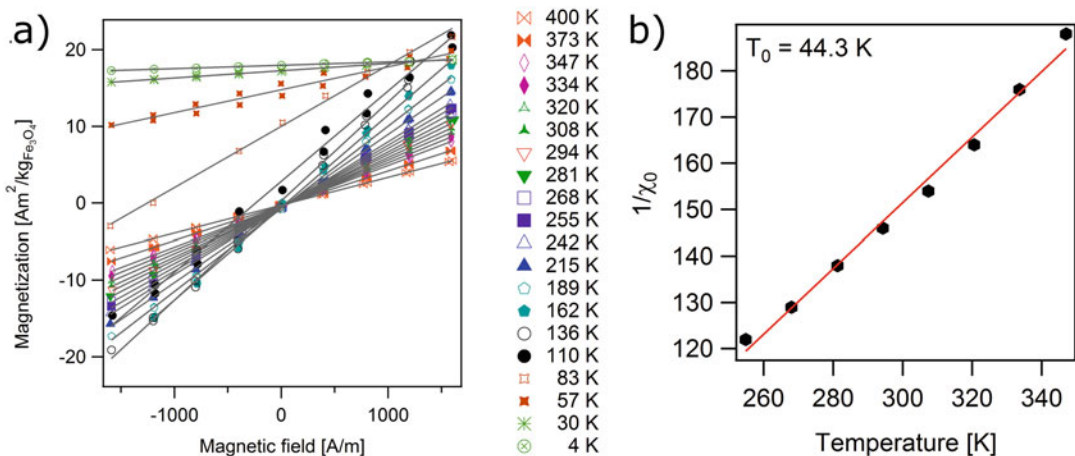 a)
20
10
0
-10
-20
Magnetization [Am²/kg_{Fe₃O₄}]
-1000
0
1000
Magnetic field [A/m]
400 K
373 K
347 K
334 K
320 K
308 K
294 K
281 K
268 K
255 K
242 K
215 K
189 K
162 K
136 K
110 K
83 K
57 K
30 K
4 K
b)
T₀ = 44.3 K
180
170
160
150
140
130
120
1/χ₀
260
280
300
320
340
Temperature [K]